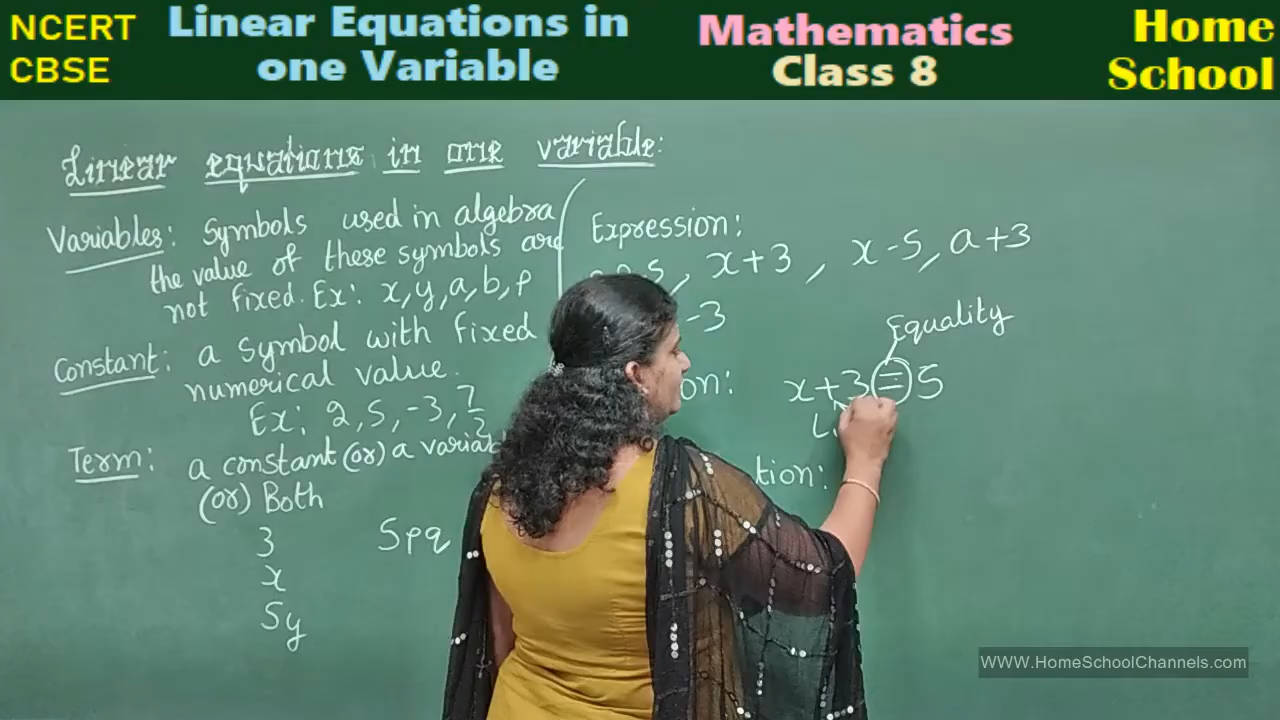 NCERT
CBSE
Linear Equations in
one Variable
Mathematics
Class 8
Home
School
Linear equations in one variable:
Variables: Symbols used in algebra
the value of these symbols are
not fixed. Ex: x, y, a, b, p
Constant: a symbol with fixed
numerical value.
Ex: 2, 5, -3, 7/2
Term: a constant (or) a variab
(or) Both
3
x
5y
5pq
Expression:
x+3, x-5, a+3
-3
on: x+3=5
Equality
tion:
WWW.HomeSchoolChannels.com